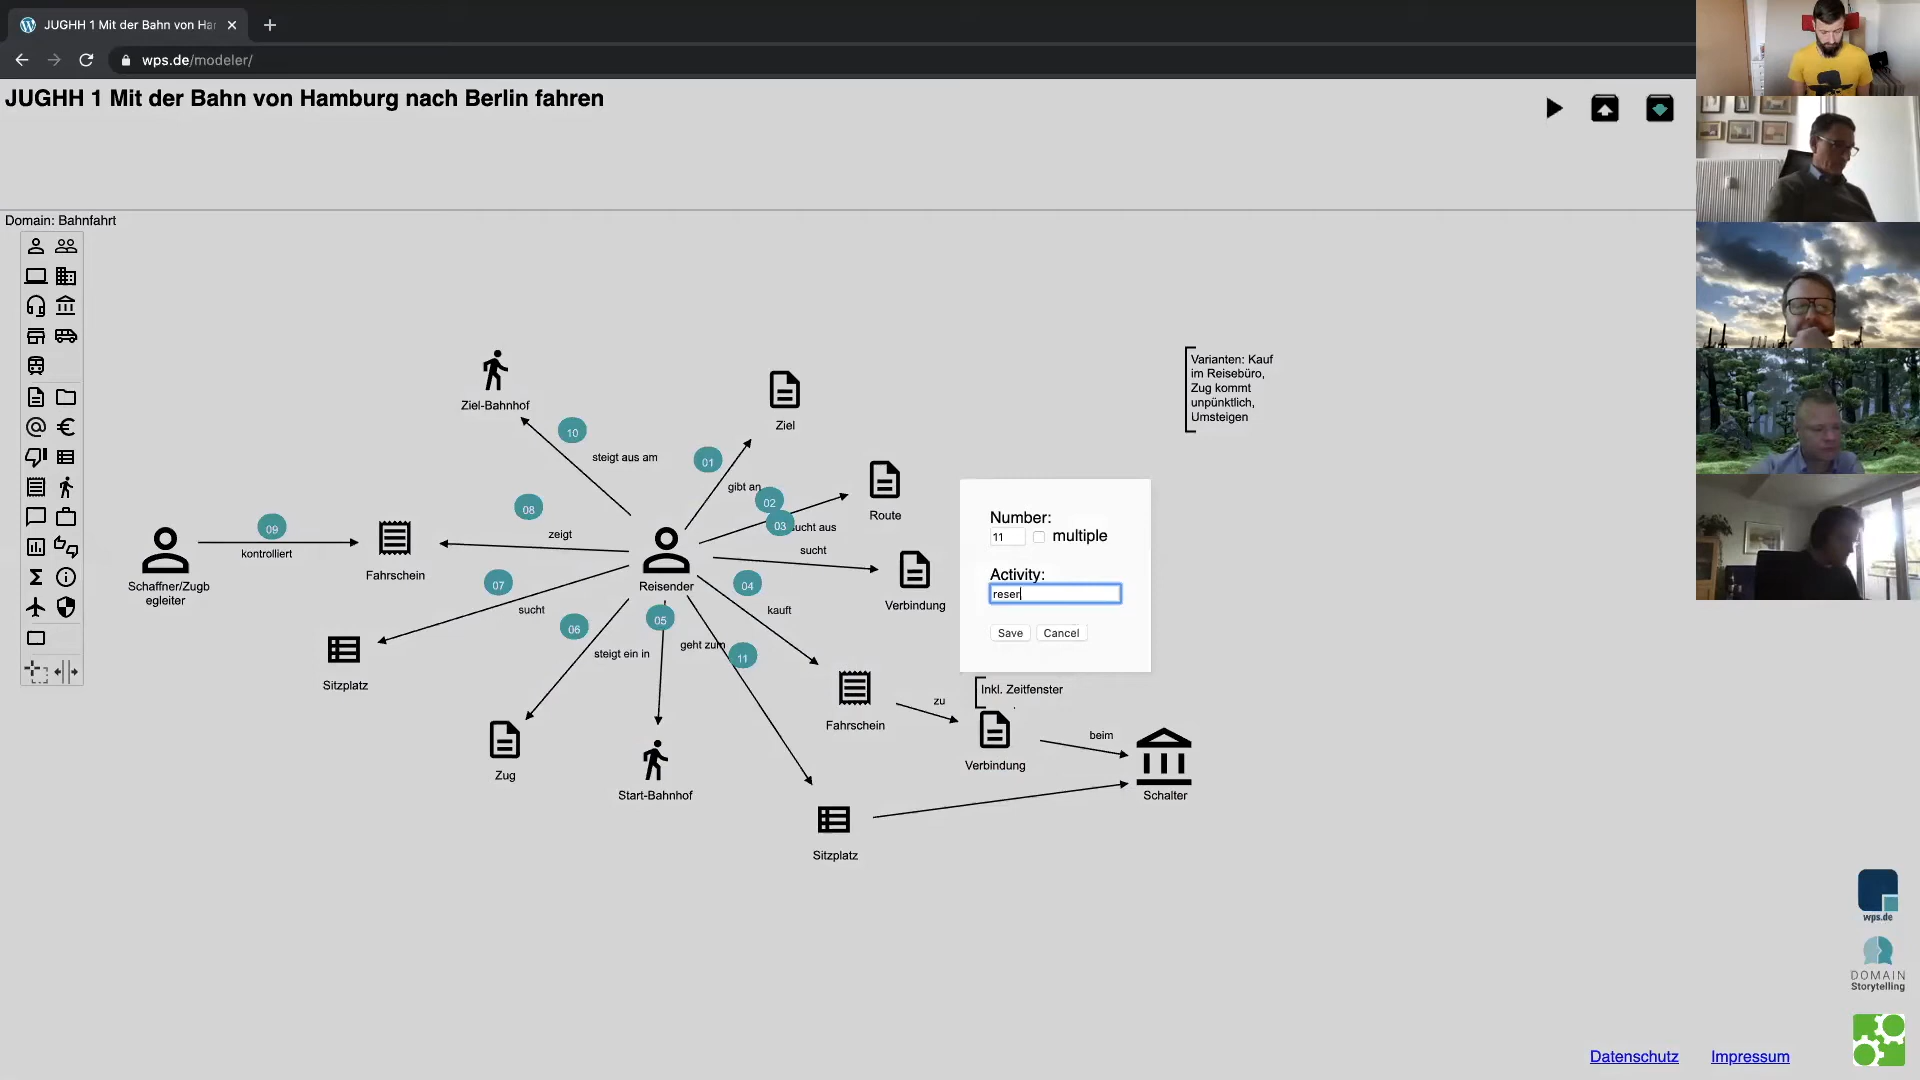 JUGHH 1 Mit der Bahn von Har
wps.de/modeler/
JUGHH 1 Mit der Bahn von Hamburg nach Berlin fahren
Domain: Bahnfahrt
Varianten: Kauf
im Reisebüro,
Zug kommt
unpünktlich,
Umsteigen
Ziel-Bahnhof
Ziel
10
steigt aus am
01
gibt an
02
Route
03
sucht aus
08
zeigt
09
kontrolliert
Schaffner/Zugb
egleiter
Fahrschein
Reisender
sucht
Verbindung
07
sucht
04
kauft
06
05
steigt ein in
geht zum
11
Sitzplatz
Number:
11
multiple
Activity:
reser
Save
Cancel
Inkl. Zeitfenster
Fahrschein
zu
Verbindung
beim
Schalter
Zug
Start-Bahnhof
Sitzplatz
wps.de
DOMAIN
Storytelling
Datenschutz
Impressum